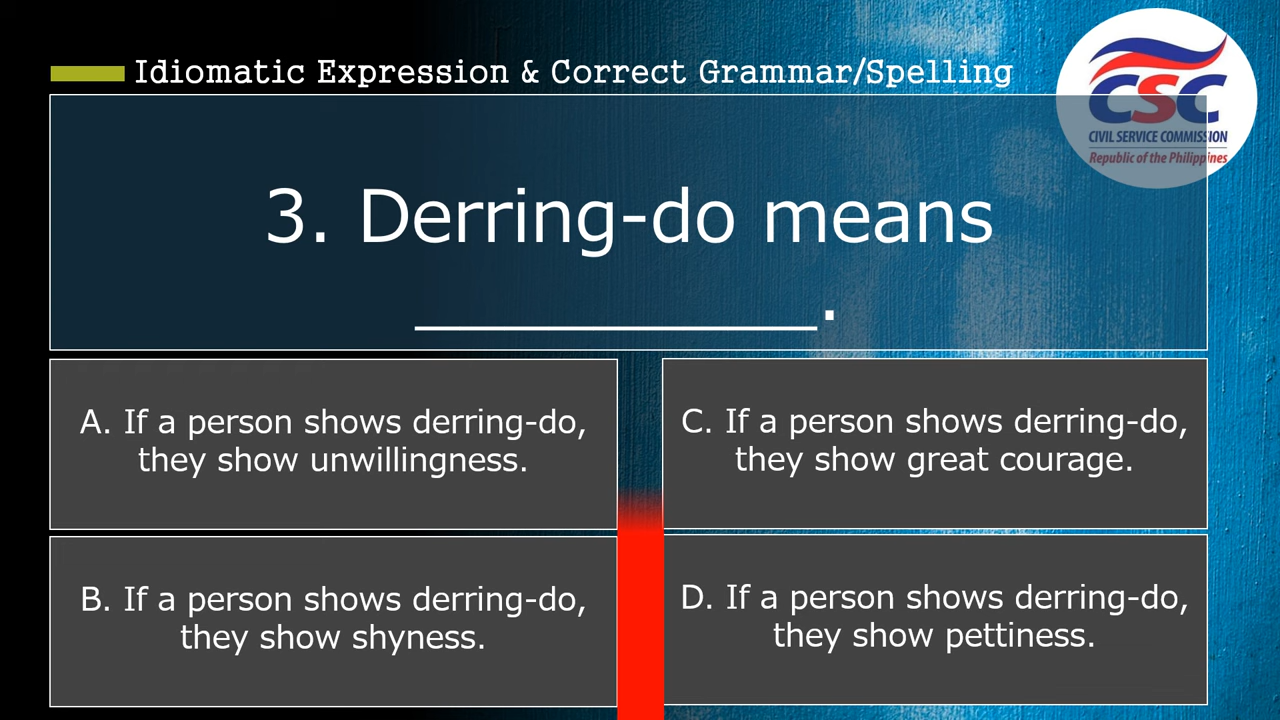 Idiomatic Expression & Correct Grammar/Spelling
CSC
CIVIL SERVICE COMMISSION
Republic of the Philippines
3. Derring-do means
____________.
A. If a person shows derring-do,
they show unwillingness.
B. If a person shows derring-do,
they show shyness.
C. If a person shows derring-do,
they show great courage.
D. If a person shows derring-do,
they show pettiness.